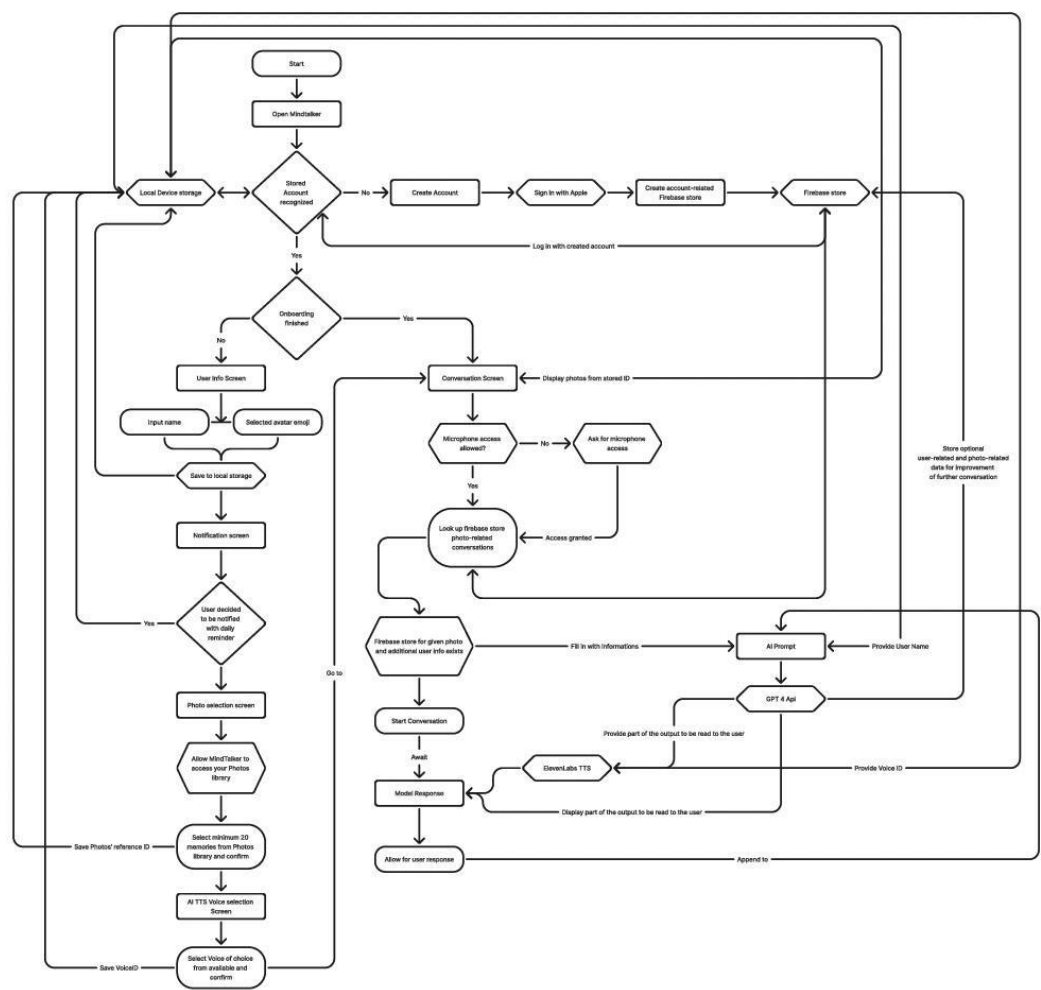 Start
Open Mindtalker
Local Device storage
Stored
Account
recognized
No
Create Account
Sign In with Apple
Create account-related
Firebase store
Firebase store
Log in with created account
Yes
Onboarding
finished
No
Yes
User Info Screen
Conversation Screen
Display photos from stored ID
Input name
Selected avatar emoji
Save to local storage
Microphone access
allowed?
No
Ask for microphone
access
Yes
Access granted
Store optional
user-related and photo-related
data for improvement
of further conversation
Notification screen
Look up firebase store
photo-related
conversations
User decided
to be notified
with daily
reminder
Yes
Firebase store for given photo
and additional user info exists
Fill in with informations
AI Prompt
Provide User Name
Go to
Photo selection screen
GPT 4 Api
Start Conversation
Provide part of the output to be read to the user
Await
Allow MindTalker to
access your Photos
library
ElevenLabs TTS
Provide Voice ID
Model Response
Display part of the output to be read to the user
Save Photos' reference ID
Select minimum 20
memories from Photos
library and confirm
Allow for user response
Append to
AI TTS Voice selection
Screen
Save VoiceID
Select Voice of choice
from available and
confirm